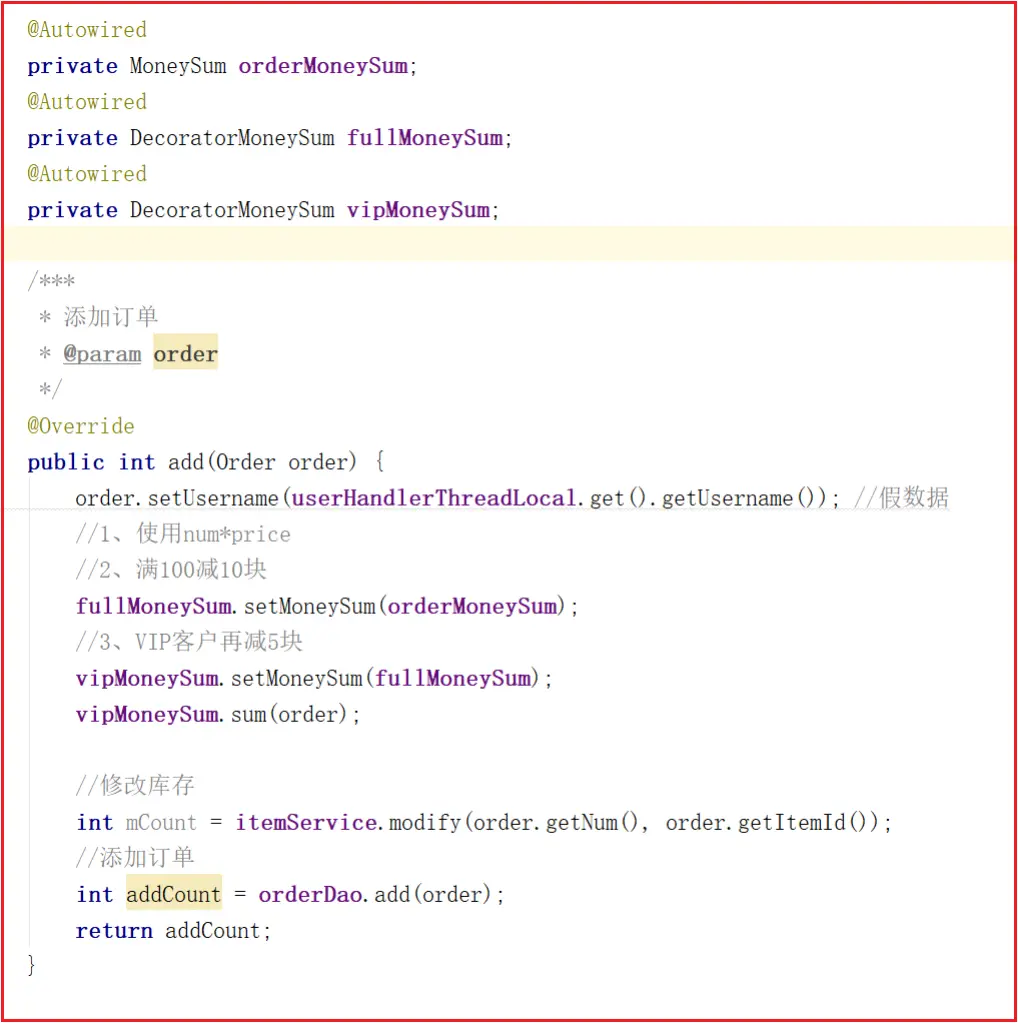 @Autowired
private MoneySum orderMoneySum;
@Autowired
private DecoratorMoneySum fullMoneySum;
@Autowired
private DecoratorMoneySum vipMoneySum;
/***
 * 添加订单
 * @param order
 */
@Override
public int add(Order order) {
    order.setUsername(userHandlerThreadLocal.get().getUsername()); //假数据
    //1、使用num*price
    //2、满100减10块
    fullMoneySum.setMoneySum(orderMoneySum);
    //3、VIP客户再减5块
    vipMoneySum.setMoneySum(fullMoneySum);
    vipMoneySum.sum(order);
    //修改库存
    int mCount = itemService.modify(order.getNum(), order.getItemId());
    //添加订单
    int addCount = orderDao.add(order);
    return addCount;
}